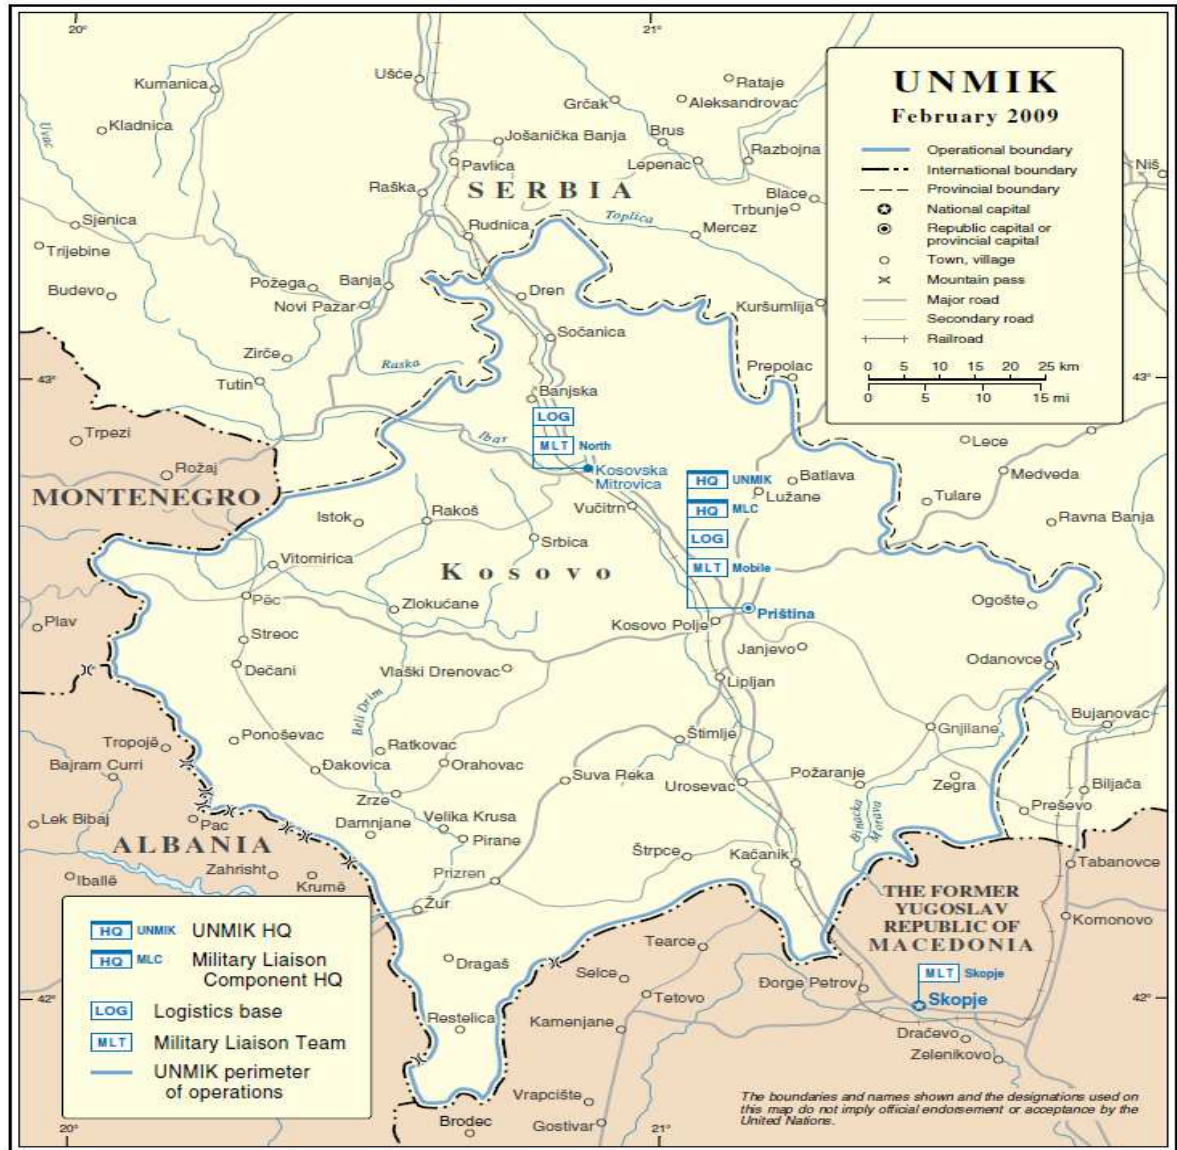 20°
21°
Ušće
Kumanica
Rataje
Grčak
Aleksandrovac
Kladnica
Uvac
Jošanička Banja
Brus
Razbojna
Pavlica
Lepenac
Niš
Raška
SERBIA
Blace
Trbunje
Sjenica
Toplica
Rudnica
Mercez
Trijebine
Požega
Banja
Budevo
Dren
Novi Pazar
Kuršumlija
Sočanica
Zirče
Raska
43°
Tutin
Prepolac
43°
Banjska
LOG
Trpezi
Ibar
MLT North
Lece
Rožaj
Kosovska
Mitrovica
HQ UNMIK
Batlava
Medveda
MONTENEGRO
Lužane
Vučitrn
HQ MLC
Tulare
Istok
Rakoš
Ravna Banja
LOG
Srbica
Vitomirica
Kosovo
MLT Mobile
Pëc
Zlokućane
Ogošte
Priština
Plav
Kosovo Polje
Streoc
Janjevo
Dečani
Vlaški Drenovac
Odanovce
Lipljan
Beli Drim
Bujanovac
Gnjilane
Tropojë
Ponoševac
Štimlje
Ratkovac
Bajram Curri
Đakovica
Orahovac
Suva Reka
Požaranje
Urosevac
Zegra
Biljača
Zrze
Preševo
Lek Bibaj
Pac
Damnjane
Velika Krusa
Binacka
Morava
ALBANIA
Pirane
Štrpce
Kačanik
Tabanovce
Iballë
Zahrisht
Krumë
Prizren
THE FORMER
YUGOSLAV
REPUBLIC OF
MACEDONIA
Žur
Komonovo
Tearce
Dragaš
Selce
MLT Skopje
Đorge Petrov
Tetovo
Skopje
42°
Restelica
Kamenjane
Dračevo
Zelenikovo
Vrapcište
Brodec
Gostivar
20°
21°
UNMIK
February 2009
Operational boundary
International boundary
Provincial boundary
National capital
Republic capital or
provincial capital
Town, village
Mountain pass
Major road
Secondary road
Railroad
0 5 10 15 20 25 km
0 5 10 15 mi
HQ UNMIK UNMIK HQ
HQ MLC Military Liaison
Component HQ
LOG Logistics base
MLT Military Liaison Team
UNMIK perimeter
of operations
42°
The boundaries and names shown and the designations used on
this map do not imply official endorsement or acceptance by the
United Nations.